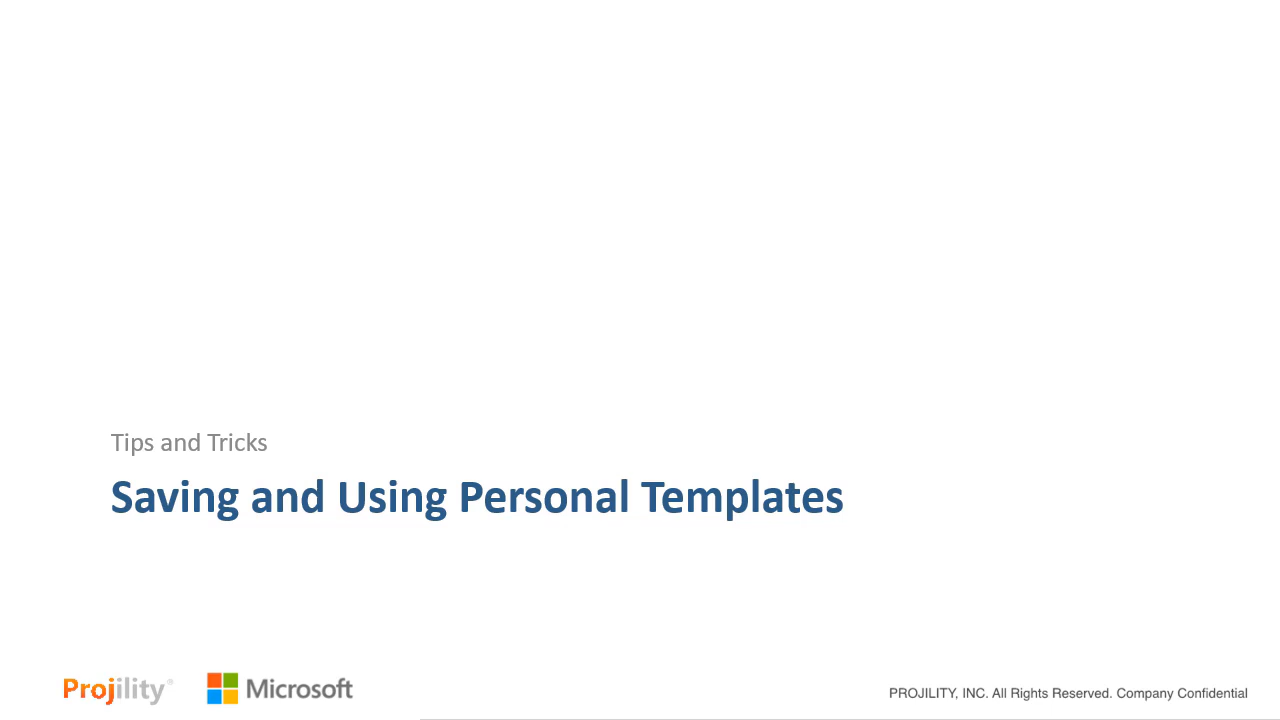 Tips and Tricks
Saving and Using Personal Templates
Projility®
Microsoft
PROJILITY, INC. All Rights Reserved. Company Confidential